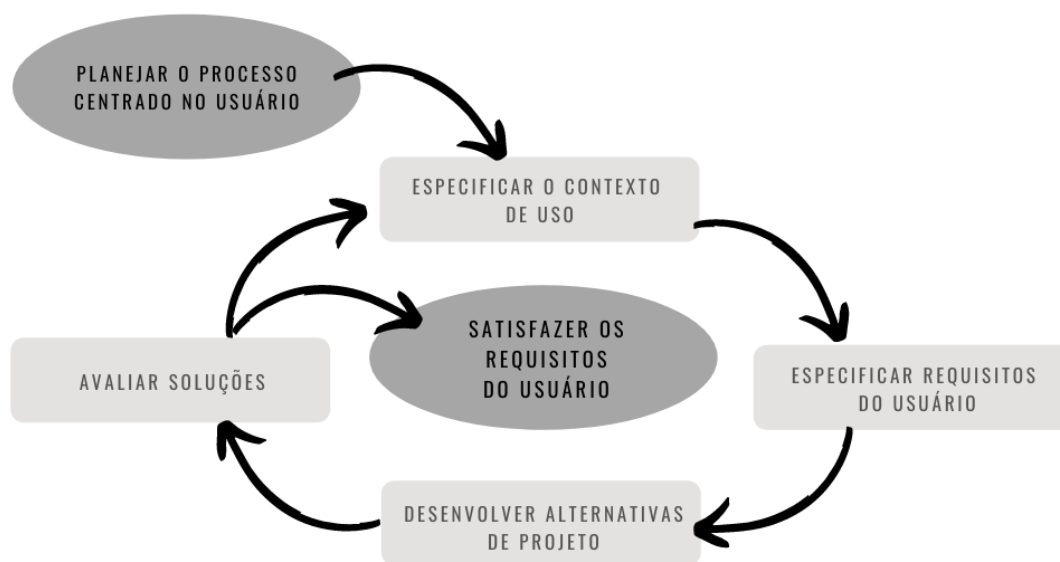 PLANEJAR O PROCESSO
CENTRADO NO USUÁRIO
ESPECIFICAR O CONTEXTO
DE USO
SATISFAZER OS
REQUISITOS
DO USUÁRIO
AVALIAR SOLUÇÕES
ESPECIFICAR REQUISITOS
DO USUÁRIO
DESENVOLVER ALTERNATIVAS
DE PROJETO